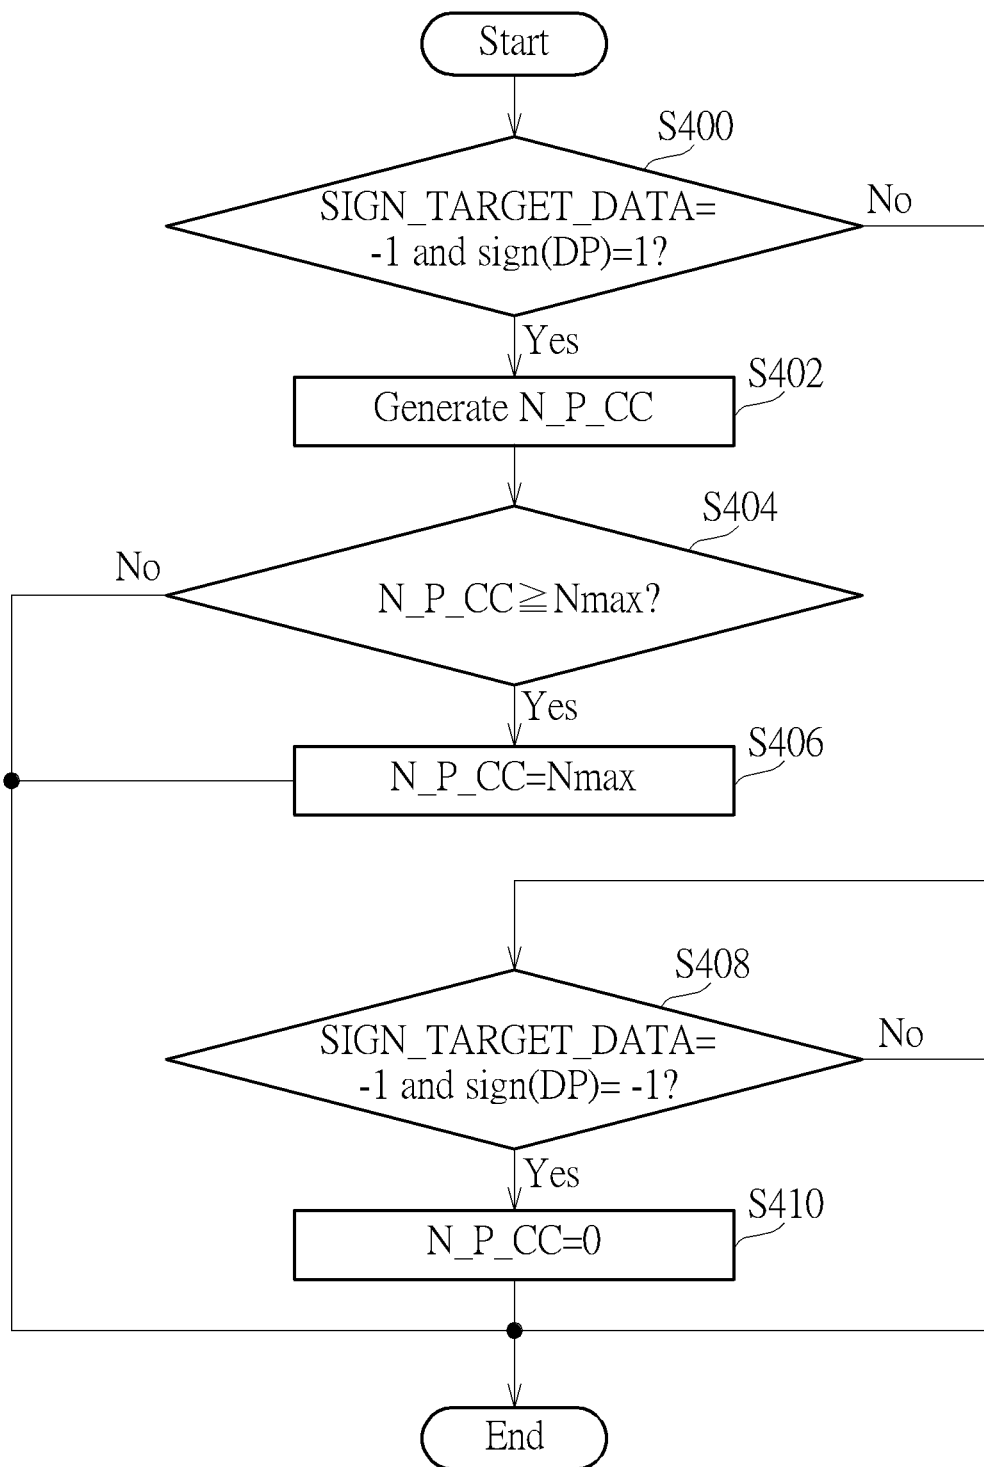 Start
S400
SIGN_TARGET_DATA=
-1 and sign(DP)=1?
No
Yes
S402
Generate N_P_CC
S404
No
N_P_CC≧Nmax?
Yes
S406
N_P_CC=Nmax
S408
SIGN_TARGET_DATA=
-1 and sign(DP)= -1?
No
Yes
S410
N_P_CC=0
End